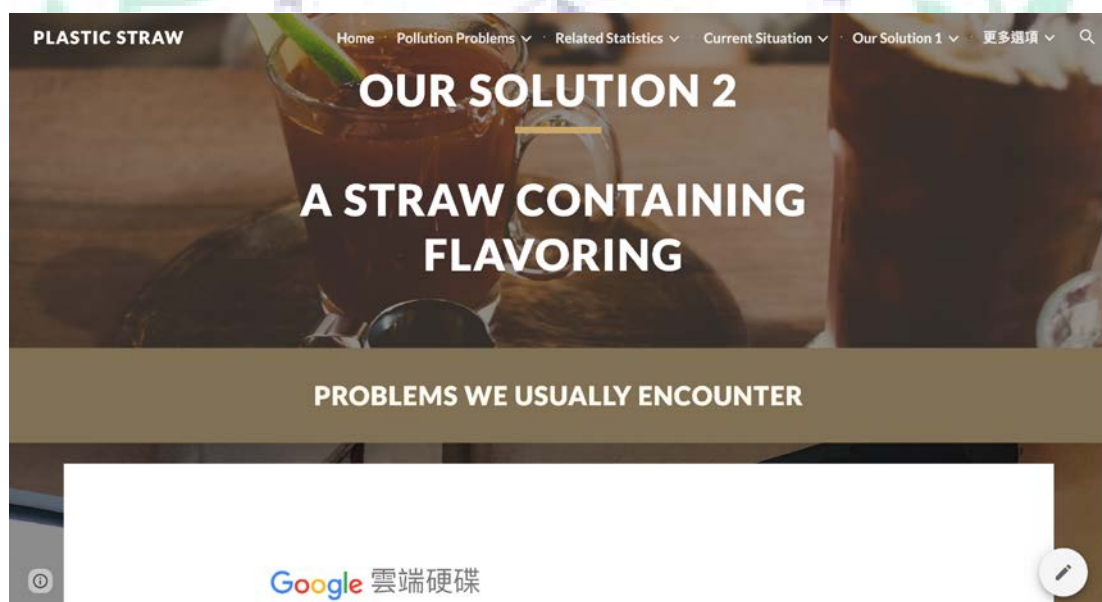 PLASTIC STRAW
Home Pollution Problems Related Statistics Current Situation Our Solution 1 更多選項
OUR SOLUTION 2
A STRAW CONTAINING
FLAVORING
PROBLEMS WE USUALLY ENCOUNTER
Google 雲端硬碟